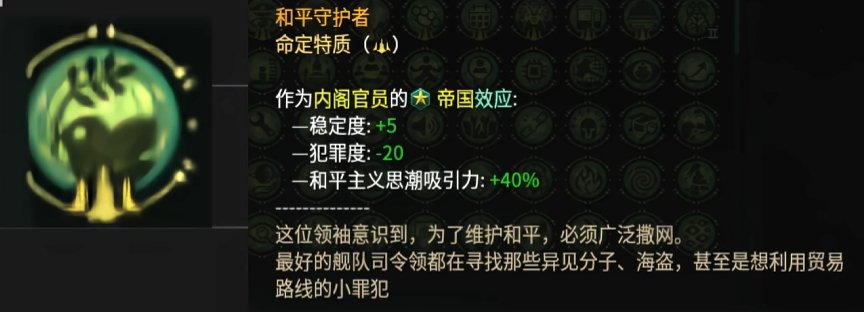 和平守护者
命定特质（）
作为内阁官员的 帝国效应:
—稳定度: +5
—犯罪度: -20
—和平主义思潮吸引力: +40%
--------------
这位领袖意识到，为了维护和平，必须广泛撒网。
最好的舰队司令领都在寻找那些异见分子、海盗，甚至是想利用贸易
路线的小罪犯